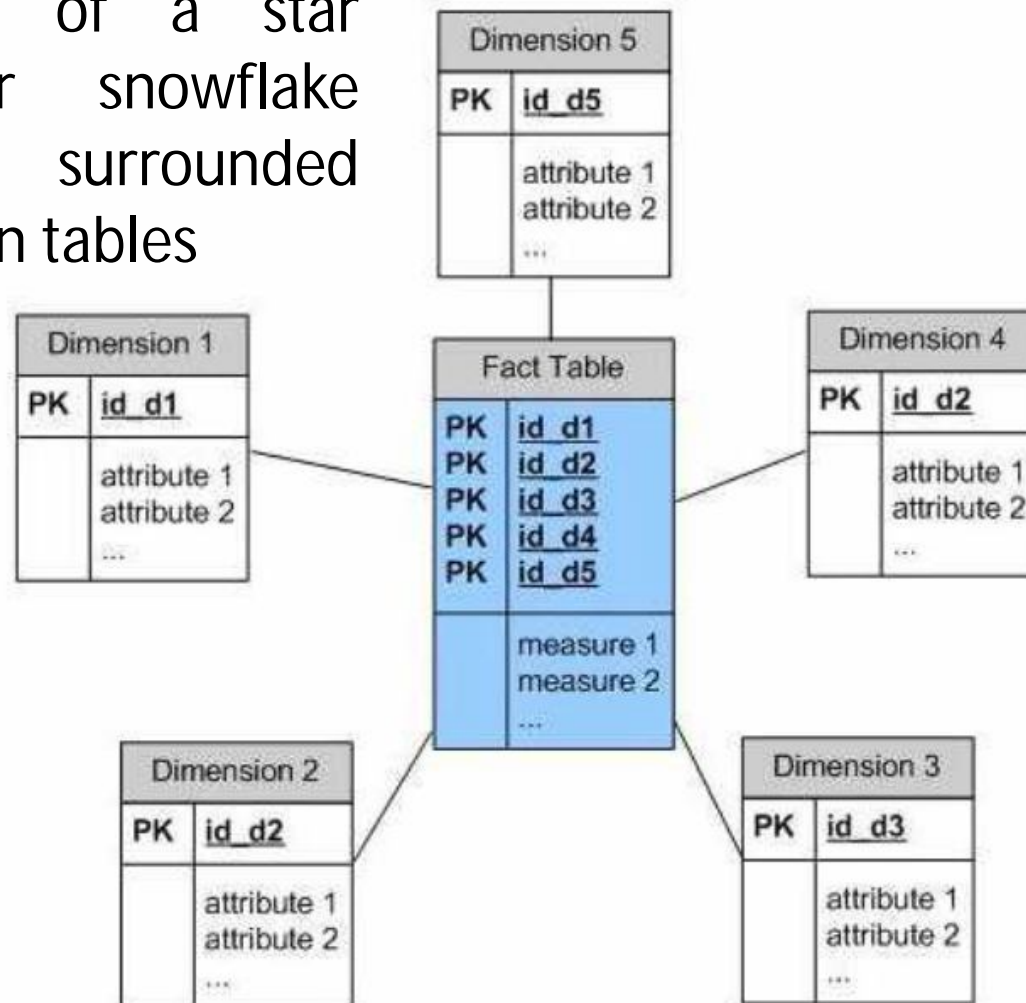 of a star
snowflake
surrounded
tables
Dimension 5
PK id_d5
attribute 1
attribute 2
...
Dimension 1
PK id_d1
attribute 1
attribute 2
...
Fact Table
PK id_d1
PK id_d2
PK id_d3
PK id_d4
PK id_d5
measure 1
measure 2
...
Dimension 4
PK id_d2
attribute 1
attribute 2
...
Dimension 2
PK id_d2
attribute 1
attribute 2
...
Dimension 3
PK id_d3
attribute 1
attribute 2
...